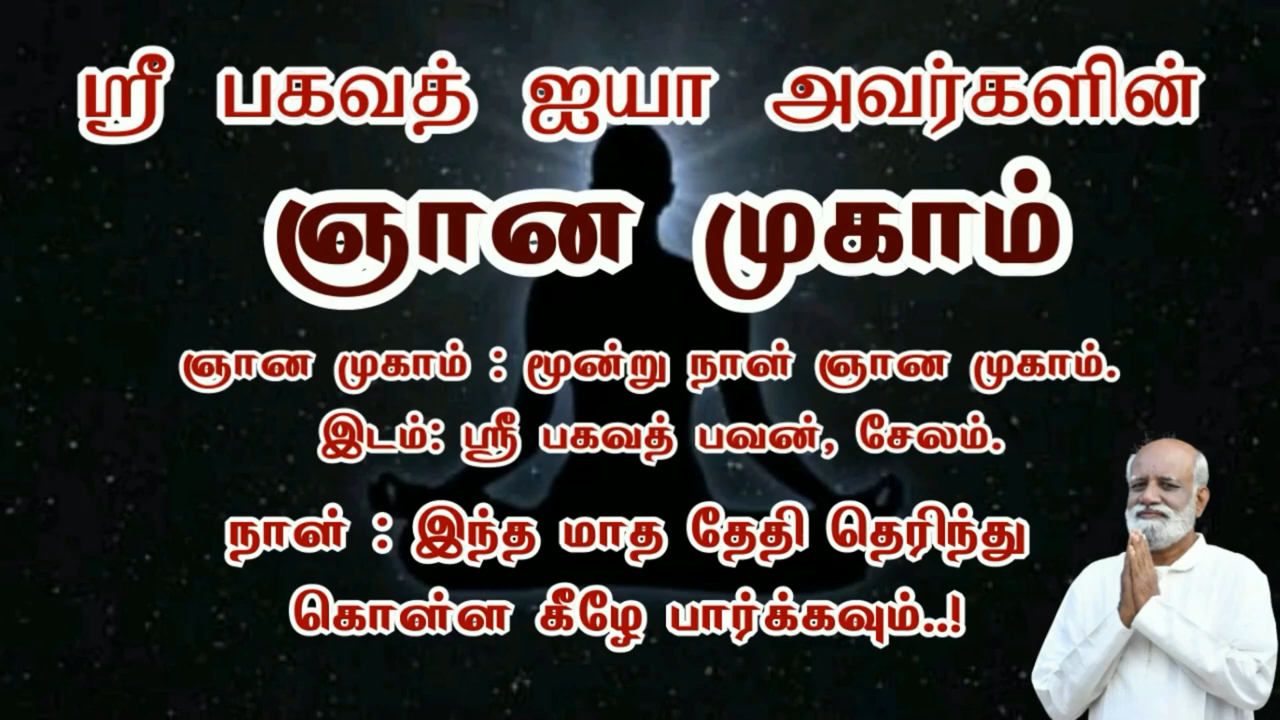 ஸ்ரீ பகவத் ஐயா அவர்களின்
ஞான முகாம்
ஞான முகாம் : மூன்று நாள் ஞான முகாம்.
இடம்: ஸ்ரீ பகவத் பவன், சேலம்.
நாள் : இந்த மாத தேதி தெரிந்து
கொள்ள கீழே பார்க்கவும்..!